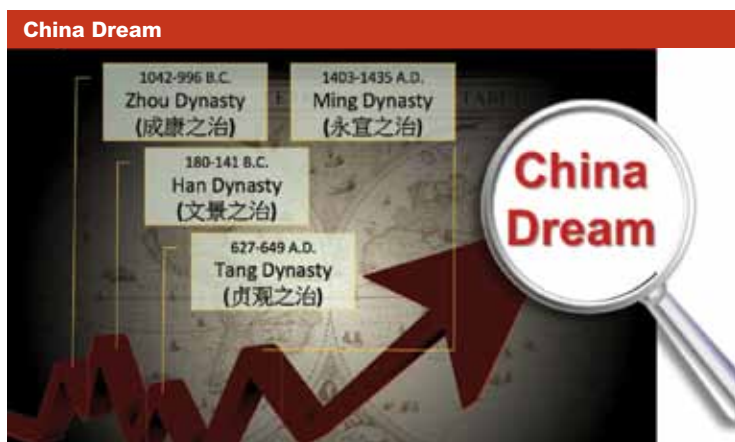 China Dream
1042-996 B.C.
Zhou Dynasty
(成康之治)
1403-1435 A.D.
Ming Dynasty
(永宣之治)
180-141 B.C.
Han Dynasty
(文景之治)
627-649 A.D.
Tang Dynasty
(贞观之治)
China
Dream